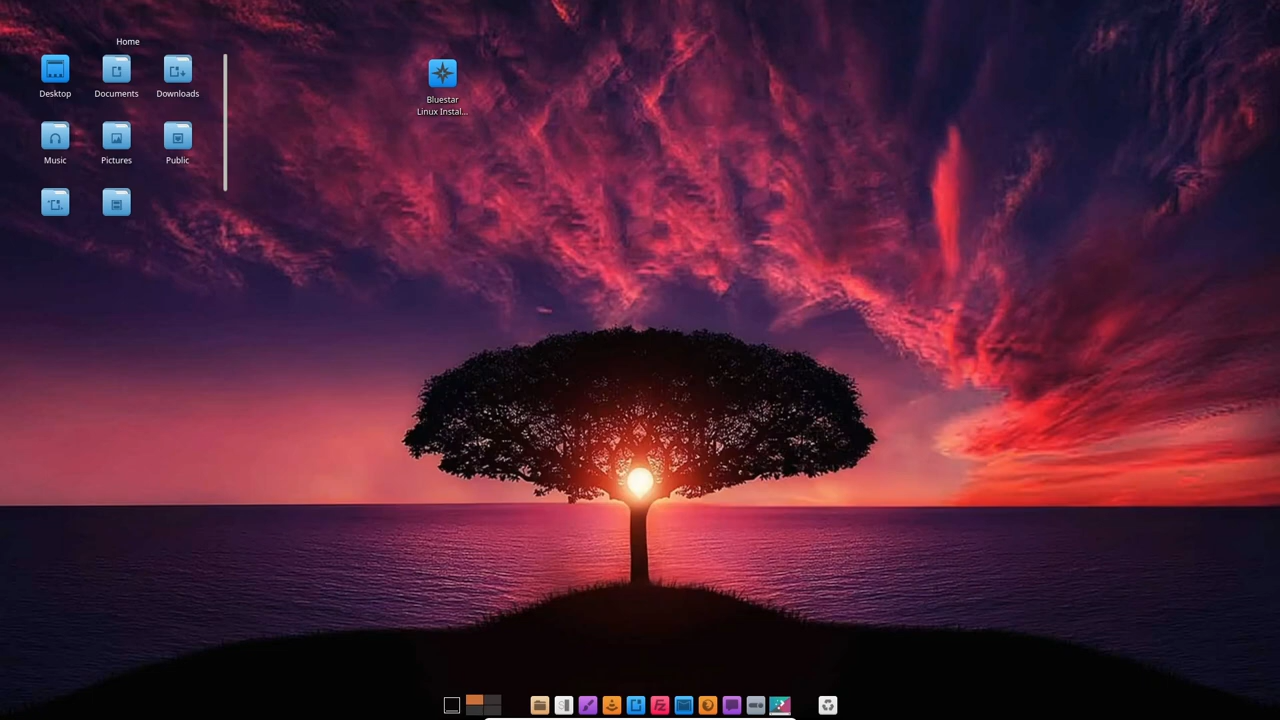 Home
Desktop
Documents
Downloads
Music
Pictures
Public
Bluestar
Linux Instal...